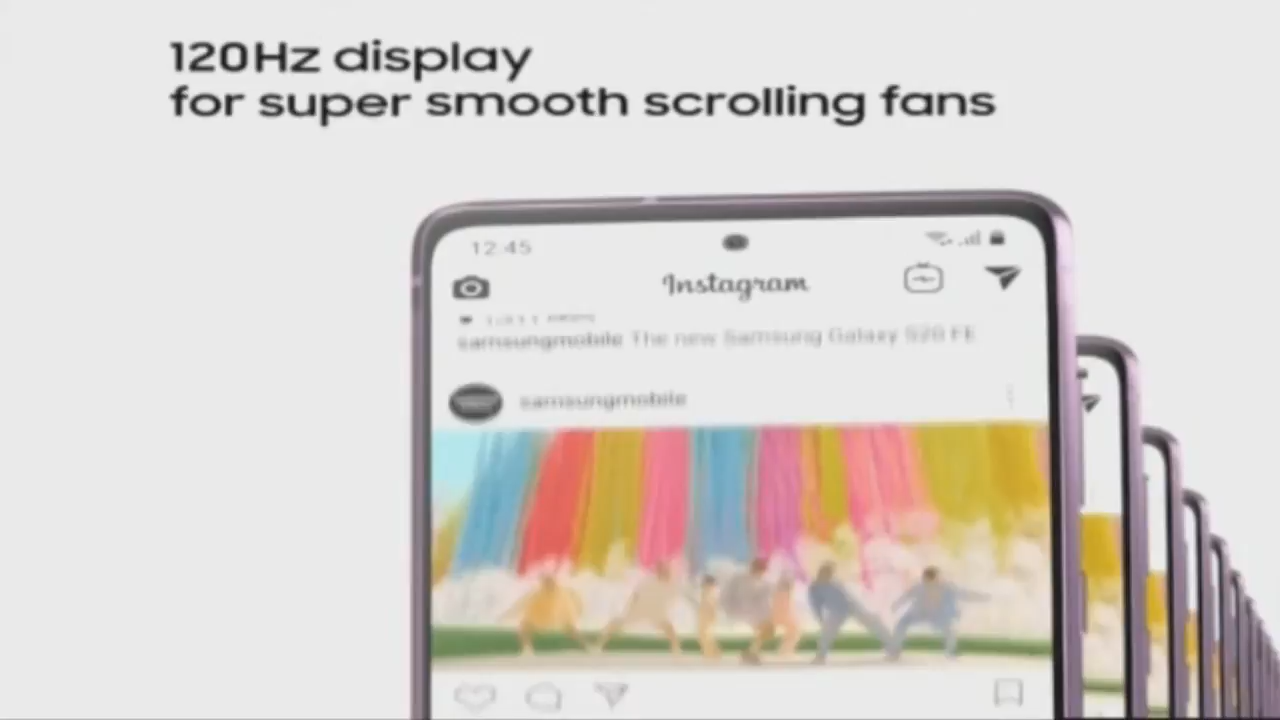 120Hz display
for super smooth scrolling fans
12:45
Instagram
samsungmobile The new Samsung Galaxy S20 FE
samsungmobile